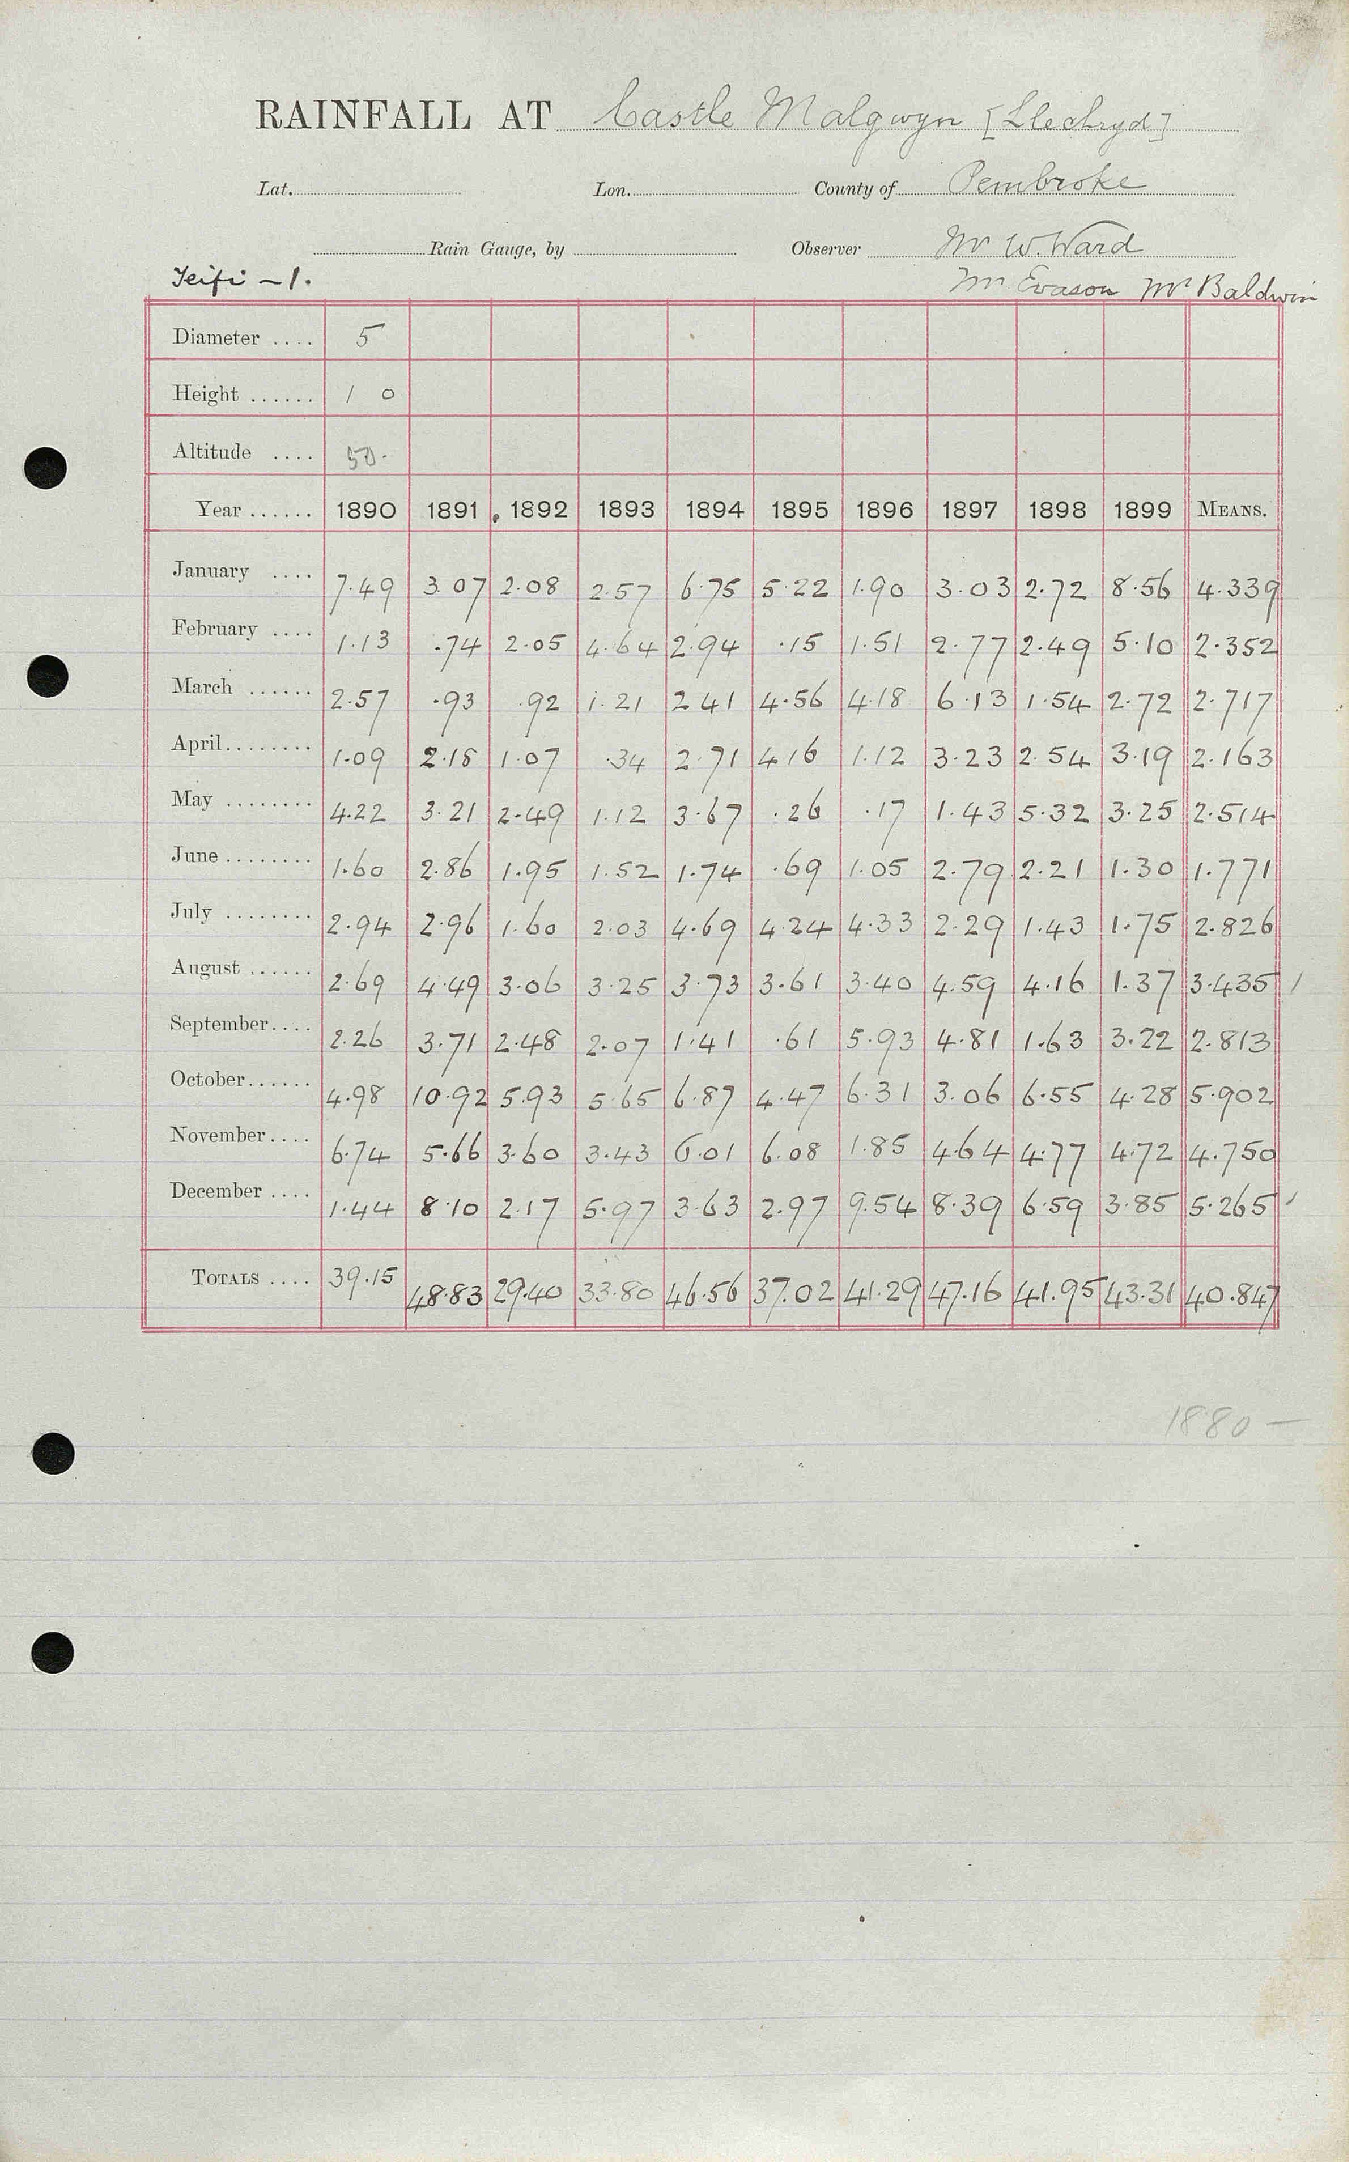 RAINFALL AT Castle Malgwyn [Llechryd]
Lat. Lon. County of Pembroke
Rain Gauge, by Observer Mr W. Ward
Teifi - 1. Mr. Evason Mr Baldwin
Diameter .... 5
Height ...... 1 0
Altitude .... 50.
Year ...... 1890 1891 1892 1893 1894 1895 1896 1897 1898 1899 MEANS.
January .... 7.49 3.07 2.08 2.57 6.75 5.22 1.90 3.03 2.72 8.56 4.339
February .... 1.13 .74 2.05 4.64 2.94 .15 1.51 2.77 2.49 5.10 2.352
March ...... 2.57 .93 .92 1.21 2.41 4.56 4.18 6.13 1.54 2.72 2.717
April........ 1.09 2.18 1.07 .34 2.71 4.16 1.12 3.23 2.54 3.19 2.163
May ........ 4.22 3.21 2.49 1.12 3.67 .26 .17 1.43 5.32 3.25 2.514
June ........ 1.60 2.86 1.95 1.52 1.74 .69 1.05 2.79 2.21 1.30 1.771
July ........ 2.94 2.96 1.60 2.03 4.69 4.24 4.33 2.29 1.43 1.75 2.826
August ...... 2.69 4.49 3.06 3.25 3.73 3.61 3.40 4.59 4.16 1.37 3.435 /
September.... 2.26 3.71 2.48 2.07 1.41 .61 5.93 4.81 1.63 3.22 2.813
October...... 4.98 10.92 5.93 5.65 6.87 4.47 6.31 3.06 6.55 4.28 5.902
November.... 6.74 5.66 3.60 3.43 6.01 6.08 1.85 4.64 4.77 4.72 4.750
December .... 1.44 8.10 2.17 5.97 3.63 2.97 9.54 8.39 6.59 3.85 5.265 /
TOTALS .... 39.15 48.83 29.40 33.80 46.56 37.02 41.29 47.16 41.95 43.31 40.847
1880 -